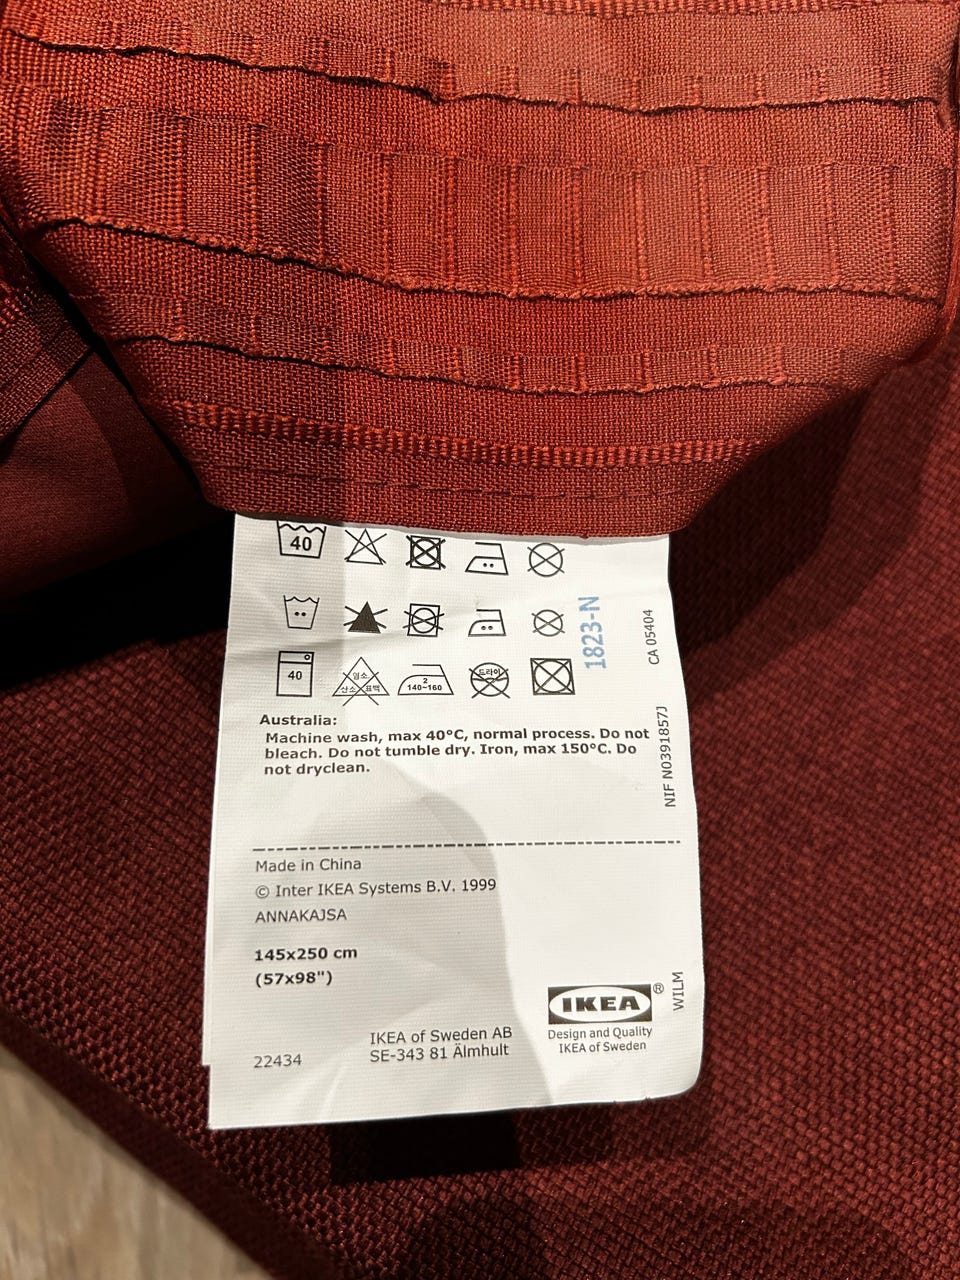 40
40
염소
산소 표백
2
140~160
드라이
Australia:
Machine wash, max 40°C, normal process. Do not
bleach. Do not tumble dry. Iron, max 150°C. Do
not dryclean.
1823-N
CA 05404
NIF N0391857J
Made in China
© Inter IKEA Systems B.V. 1999
ANNAKAJSA
145x250 cm
(57x98")
22434
IKEA of Sweden AB
SE-343 81 Älmhult
IKEA®
Design and Quality
IKEA of Sweden
WILM